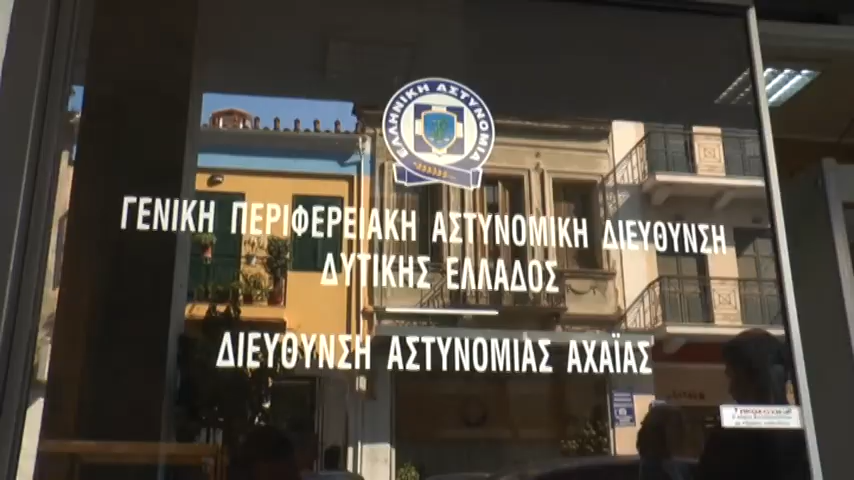 ΕΛΛΗΝΙΚΗ ΑΣΤΥΝΟΜΙΑ
ΓΕΝΙΚΗ ΠΕΡΙΦΕΡΕΙΑΚΗ ΑΣΤΥΝΟΜΙΚΗ ΔΙΕΥΘΥΝΣΗ
ΔΥΤΙΚΗΣ ΕΛΛΑΔΟΣ
ΔΙΕΥΘΥΝΣΗ ΑΣΤΥΝΟΜΙΑΣ ΑΧΑΪΑΣ